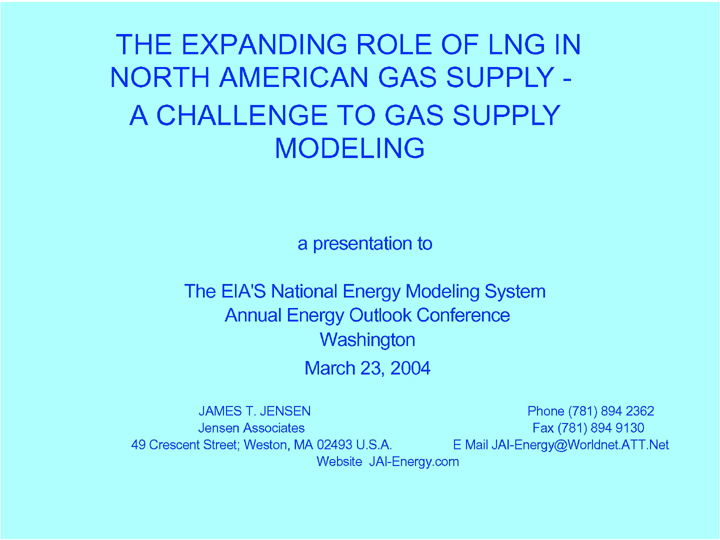 THE EXPANDING ROLE OF LNG IN
NORTH AMERICAN GAS SUPPLY -
A CHALLENGE TO GAS SUPPLY
MODELING
a presentation to
The EIA'S National Energy Modeling System
Annual Energy Outlook Conference
Washington
March 23, 2004
JAMES T. JENSEN Phone (781) 894 2362
Jensen Associates Fax (781) 894 9130
49 Crescent Street; Weston, MA 02493 U.S.A. E Mail JAI-Energy@Worldnet.ATT.Net
Website JAI-Energy.com